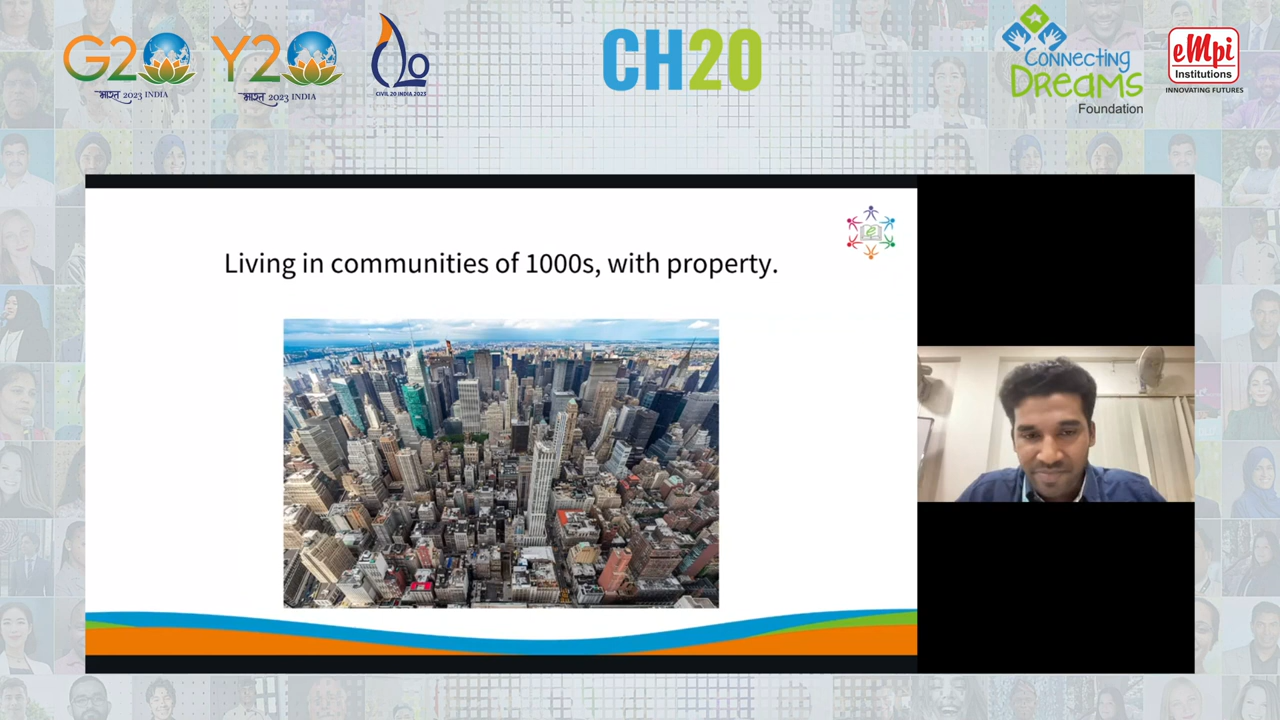 G20
भारत 2023 INDIA
Y20
भारत 2023 INDIA
CIVIL 20 INDIA 2023
CH20
CONNECTING
DREAMS
Foundation
eMpi
Institutions
INNOVATING FUTURES
Living in communities of 1000s, with property.